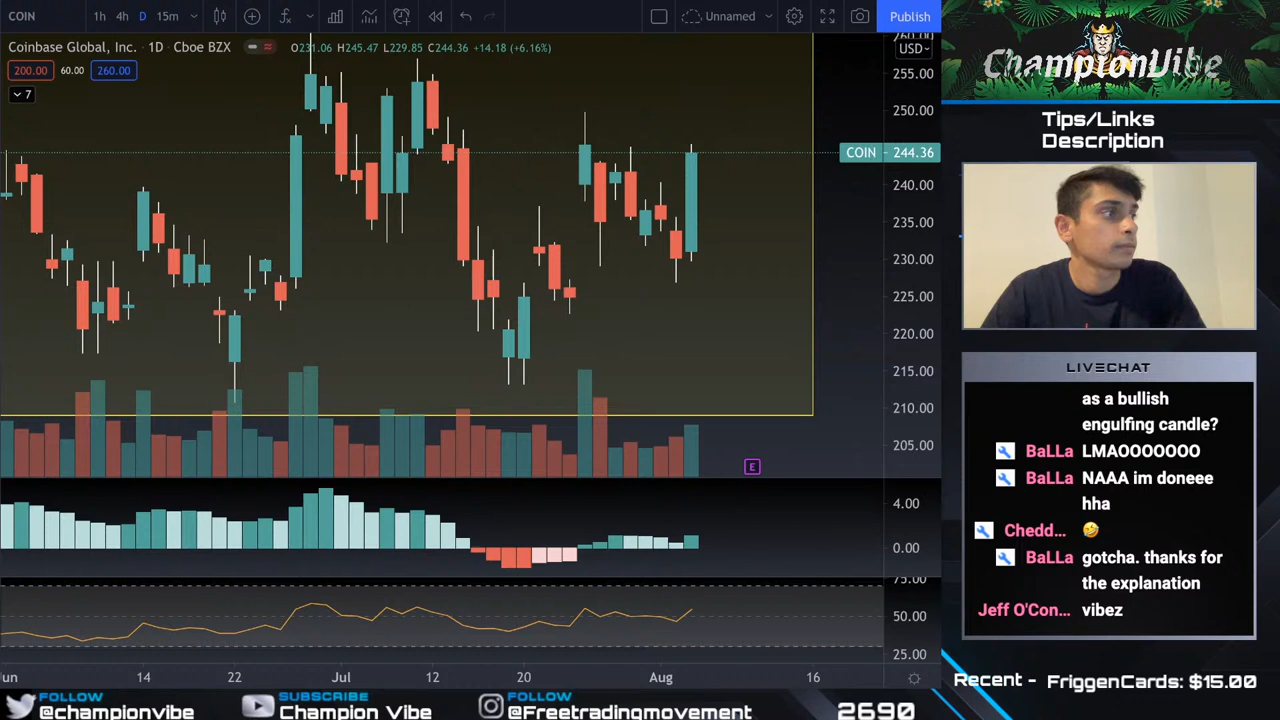 COIN 1h 4h D 15m Unnamed Publish
Coinbase Global, Inc. • 1D • Cboe BZX O231.06 H245.47 L229.85 C244.36 +14.18 (+6.16%)
200.00 60.00 260.00
7
260.00
USD
255.00
250.00
COIN 244.36
240.00
235.00
230.00
225.00
220.00
215.00
210.00
205.00
E
4.00
0.00
75.00
50.00
25.00
14 22 Jul 12 20 Aug 16
ChampionVibe
Tips/Links
Description
LIVECHAT
as a bullish
engulfing candle?
BaLLa LMAOOOOOOO
BaLLa NAAA im doneee
hha
Chedd... 🤣
BaLLa gotcha. thanks for
the explanation
Jeff O'Con... vibez
Recent - FriggenCards: $15.00
FOLLOW
@championvibe
SUBSCRIBE
Champion Vibe
FOLLOW
@Freetradingmovement
2690